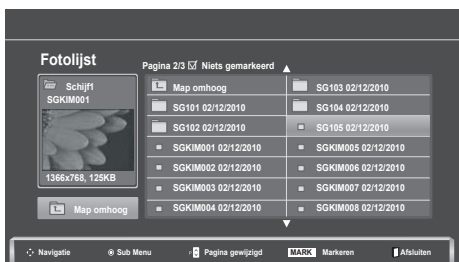 Fotolijst
Pagina 2/3 Niets gemarkeerd
Schijf1
SGKIM001
1366x768, 125KB
Map omhoog
Map omhoog
SG101 02/12/2010
SG102 02/12/2010
SGKIM001 02/12/2010
SGKIM002 02/12/2010
SGKIM003 02/12/2010
SGKIM004 02/12/2010
SG103 02/12/2010
SG104 02/12/2010
SG105 02/12/2010
SGKIM005 02/12/2010
SGKIM006 02/12/2010
SGKIM007 02/12/2010
SGKIM008 02/12/2010
Navigatie Sub Menu P Pagina gewijzigd MARK Markeren Afsluiten